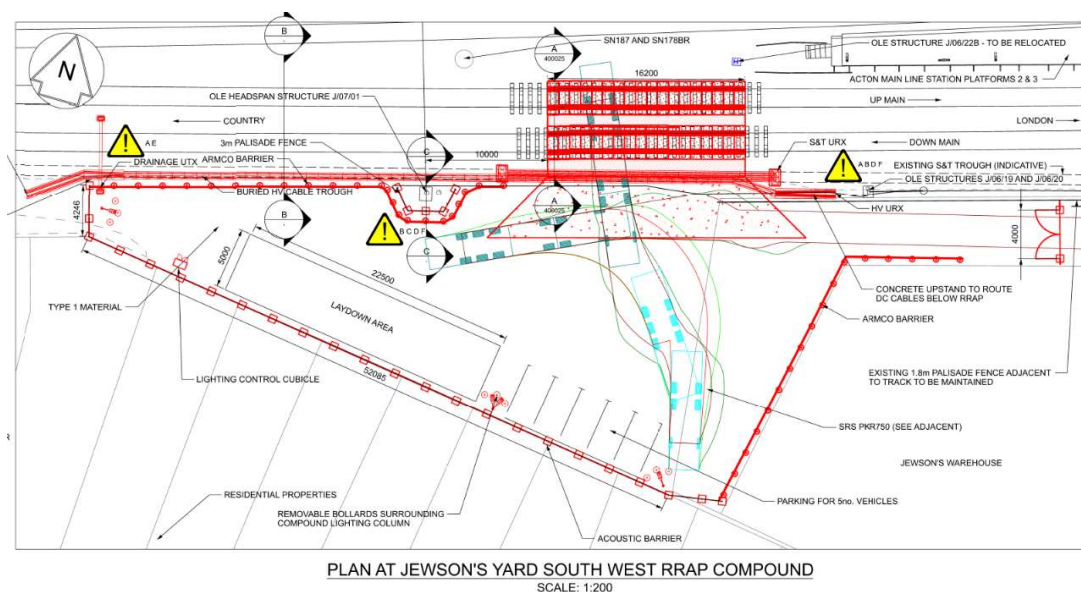 B
-
SN187 AND SN178BR
A
400025
16200
OLE STRUCTURE J/06/22B - TO BE RELOCATED
N
ACTON MAIN LINE STATION PLATFORMS 2 & 3
OLE HEADSPAN STRUCTURE J/07/01
UP MAIN
COUNTRY
LONDON
A E
3m PALISADE FENCE
C
-
DOWN MAIN
S&T URX
DRAINAGE UTX
10000
A B D F
EXISTING S&T TROUGH (INDICATIVE)
ARMCO BARRIER
OLE STRUCTURES J/06/19 AND J/06/20
BURIED HV CABLE TROUGH
HV URX
4246
B
-
A
400025
B C D F
4000
C
-
5000
22500
CONCRETE UPSTAND TO ROUTE
DC CABLES BELOW RRAP
TYPE 1 MATERIAL
LAYDOWN AREA
ARMCO BARRIER
LIGHTING CONTROL CUBICLE
52085
EXISTING 1.8m PALISADE FENCE ADJACENT
TO TRACK TO BE MAINTAINED
SRS PKR750 (SEE ADJACENT)
JEWSON'S WAREHOUSE
RESIDENTIAL PROPERTIES
PARKING FOR 5no. VEHICLES
REMOVABLE BOLLARDS SURROUNDING
COMPOUND LIGHTING COLUMN
ACOUSTIC BARRIER
PLAN AT JEWSON'S YARD SOUTH WEST RRAP COMPOUND
SCALE: 1:200